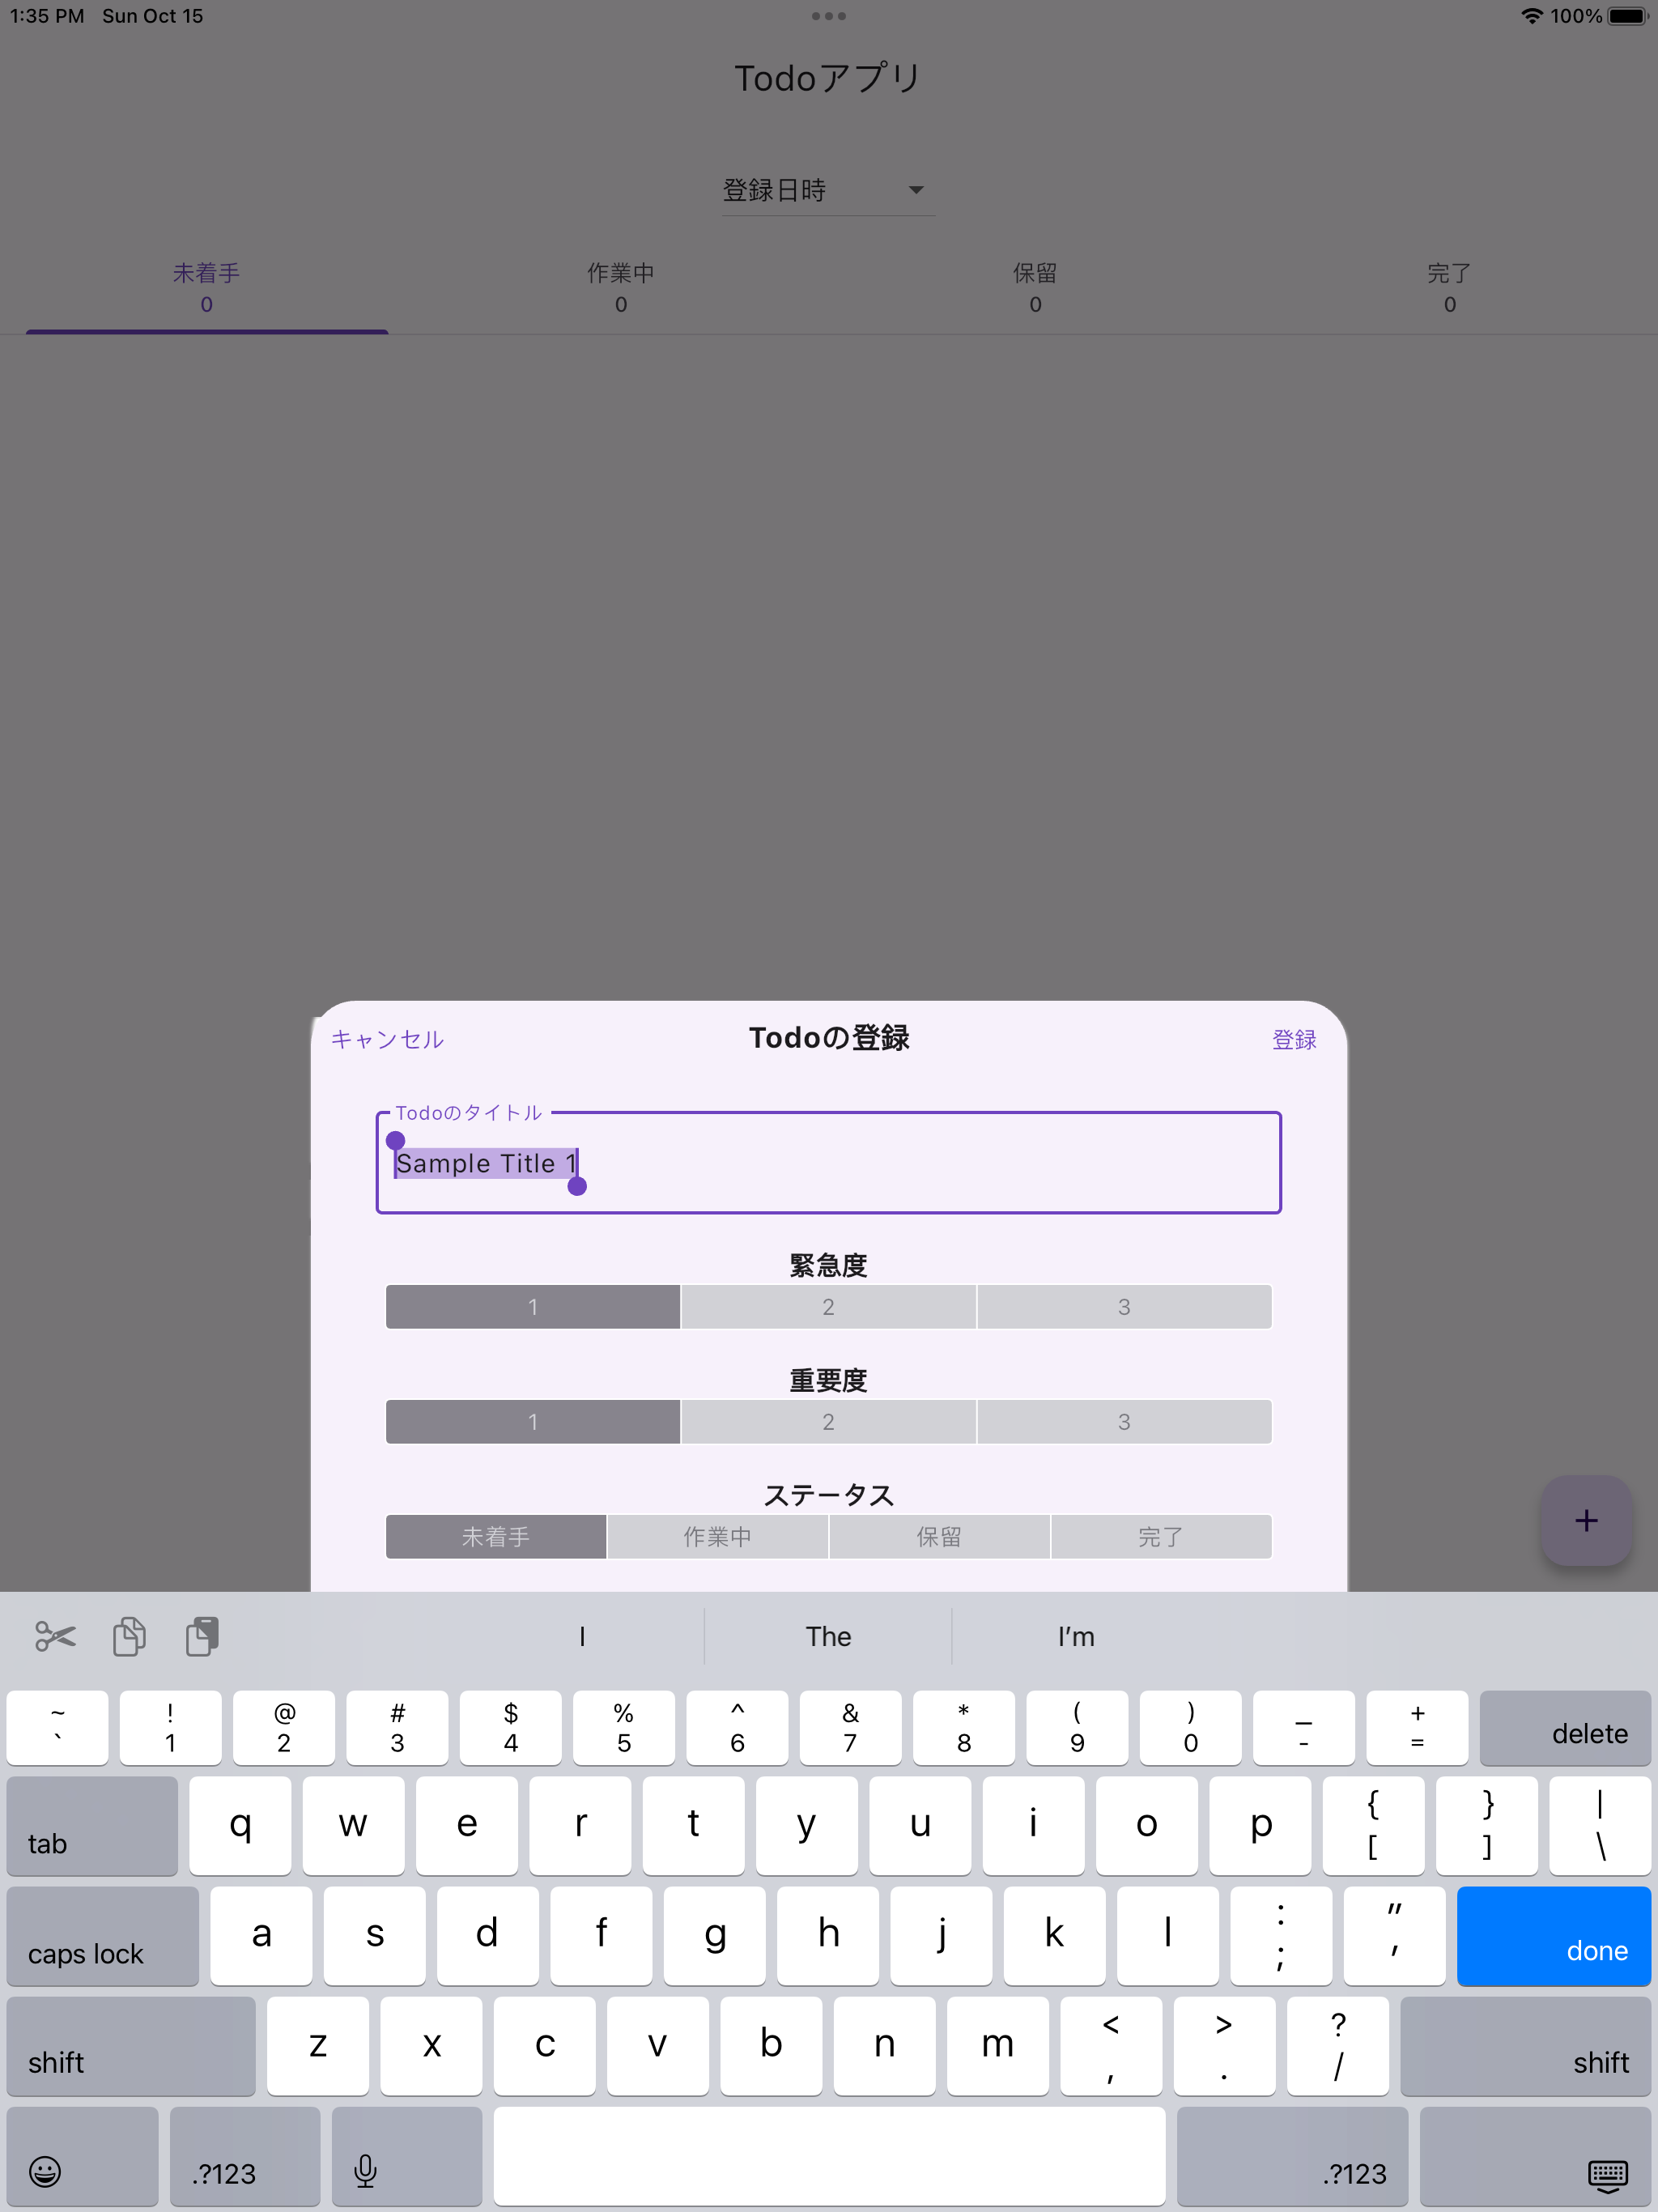 1:35 PM Sun Oct 15
100%
Todoアプリ
登録日時
未着手 作業中 保留 完了
0 0 0 0
キャンセル Todoの登録 登録
Todoのタイトル
Sample Title 1
緊急度
1 2 3
重要度
1 2 3
ステータス
未着手 作業中 保留 完了
+
I The I’m
~ ! @ # $ % ^ & * ( ) _ +
` 1 2 3 4 5 6 7 8 9 0 - = delete
tab q w e r t y u i o p { } |
[ ] \
caps lock a s d f g h j k l : ”
; ’ done
shift z x c v b n m < > ?
, . / shift
.?123 .?123